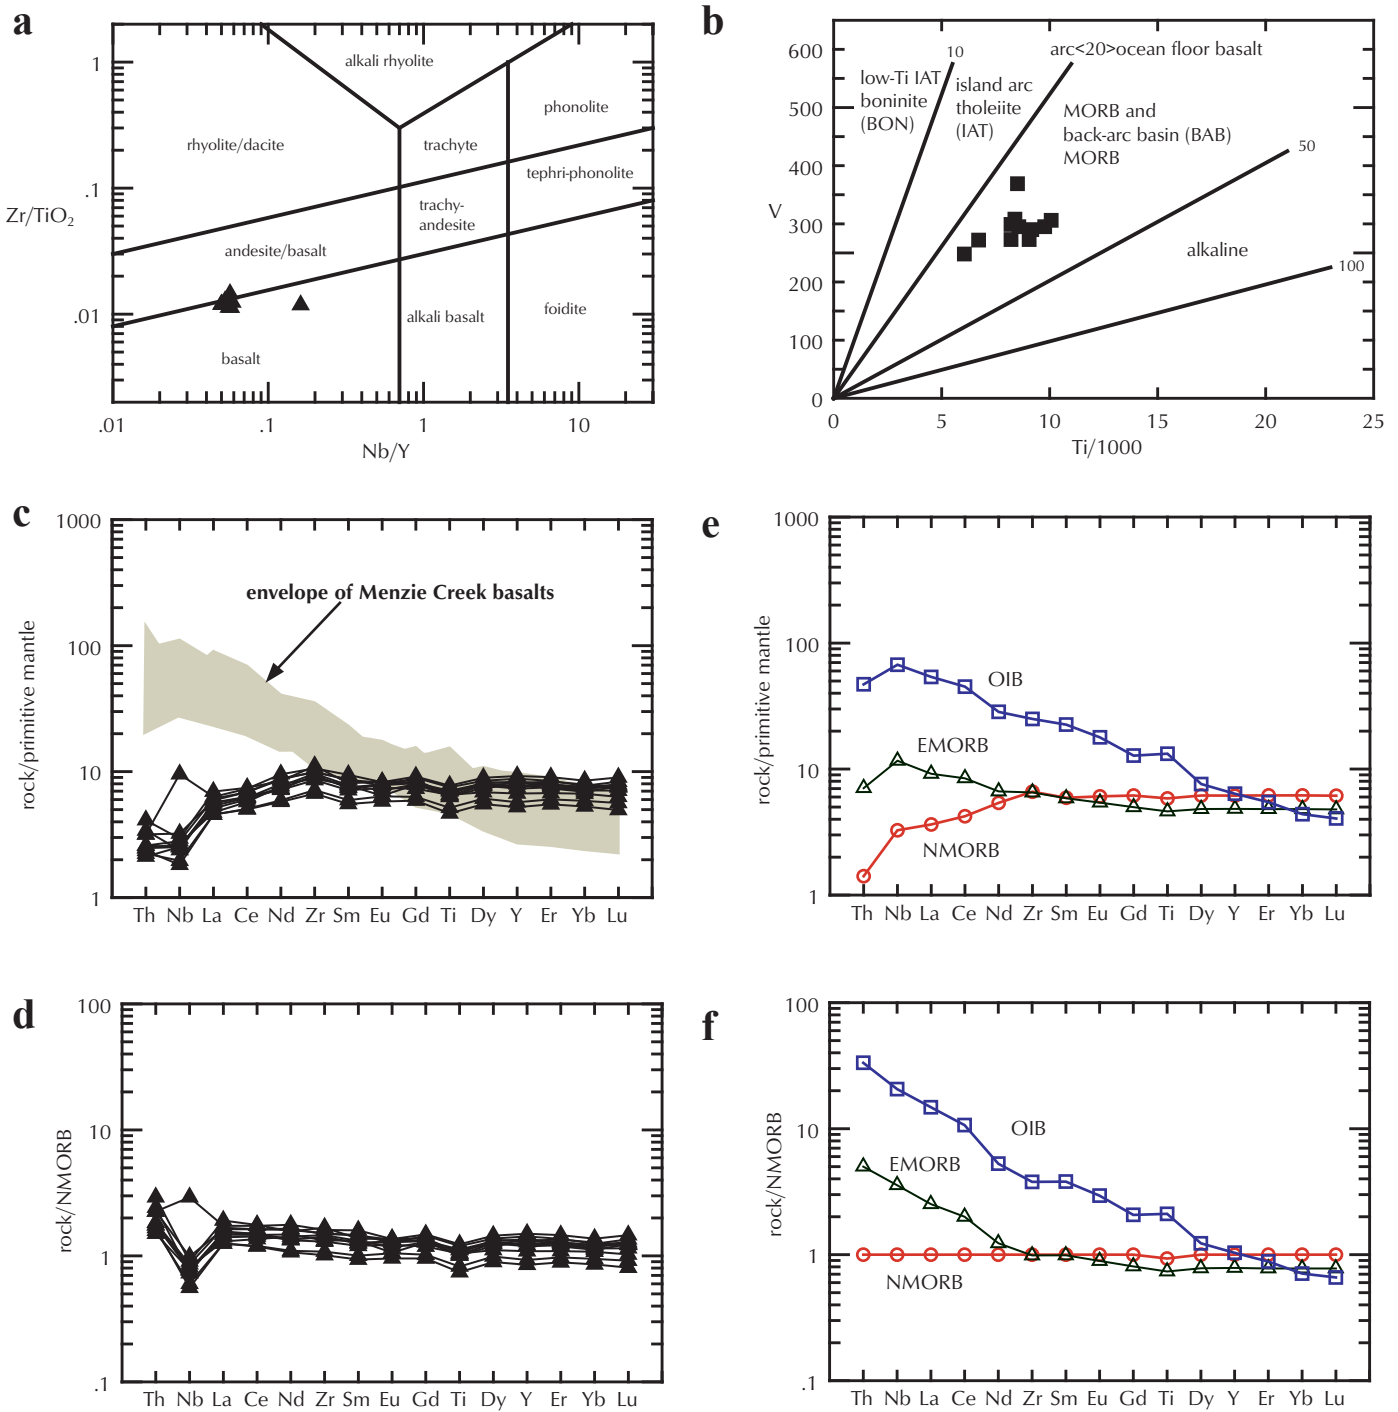 a
1
.1
.01
Zr/TiO2
alkali rhyolite
rhyolite/dacite
trachyte
phonolite
tephri-phonolite
trachy-
andesite
andesite/basalt
basalt
alkali basalt
foidite
.01
.1
1
10
Nb/Y
b
600
500
400
300
200
100
0
V
10
arc<20>ocean floor basalt
low-Ti IAT
boninite
(BON)
island arc
tholeiite
(IAT)
MORB and
back-arc basin (BAB)
MORB
50
alkaline
100
0
5
10
15
20
25
Ti/1000
c
1000
100
10
1
rock/primitive mantle
envelope of Menzie Creek basalts
Th Nb La Ce Nd Zr Sm Eu Gd Ti Dy Y Er Yb Lu
e
1000
100
10
1
rock/primitive mantle
OIB
EMORB
NMORB
Th Nb La Ce Nd Zr Sm Eu Gd Ti Dy Y Er Yb Lu
d
100
10
1
.1
rock/NMORB
Th Nb La Ce Nd Zr Sm Eu Gd Ti Dy Y Er Yb Lu
f
100
10
1
.1
rock/NMORB
OIB
EMORB
NMORB
Th Nb La Ce Nd Zr Sm Eu Gd Ti Dy Y Er Yb Lu